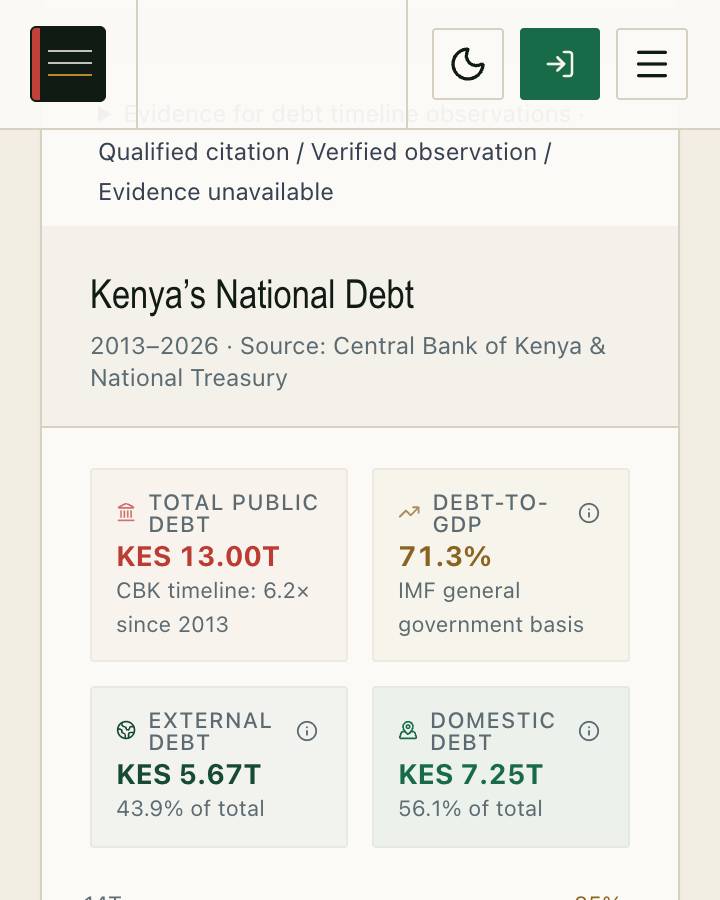 Evidence for debt timeline observations ·
Qualified citation / Verified observation /
Evidence unavailable
Kenya’s National Debt
2013–2026 · Source: Central Bank of Kenya &
National Treasury
TOTAL PUBLIC
DEBT
KES 13.00T
CBK timeline: 6.2×
since 2013
DEBT-TO-
GDP
71.3%
IMF general
government basis
EXTERNAL
DEBT
KES 5.67T
43.9% of total
DOMESTIC
DEBT
KES 7.25T
56.1% of total